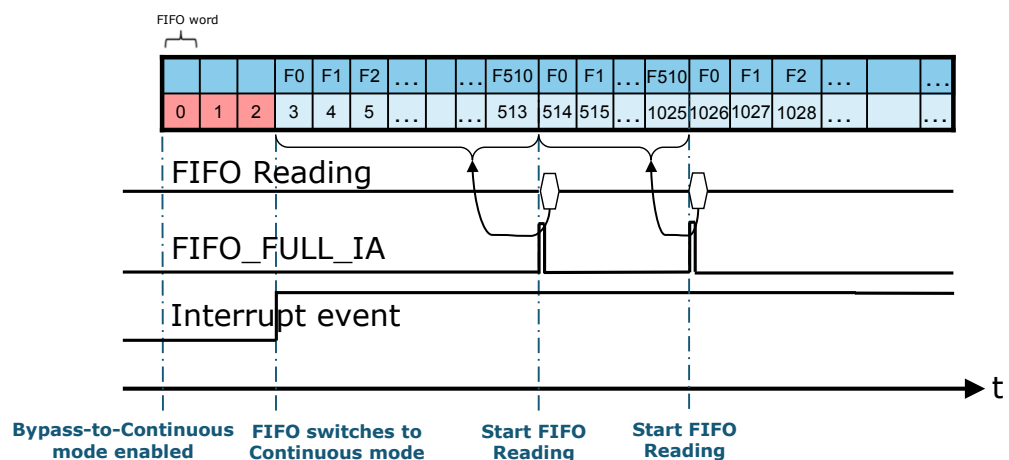 FIFO word
F0 F1 F2 ... ... F510 F0 F1 ... F510 F0 F1 F2 ... ...
0 1 2 3 4 5 ... ... 513 514 515 ... 1025 1026 1027 1028 ... ...
FIFO Reading
FIFO_FULL_IA
Interrupt event
t
Bypass-to-Continuous
mode enabled
FIFO switches to
Continuous mode
Start FIFO
Reading
Start FIFO
Reading